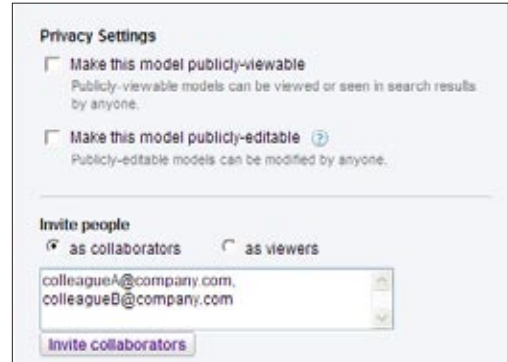 Privacy Settings
Make this model publicly-viewable
Publicly-viewable models can be viewed or seen in search results
by anyone.
Make this model publicly-editable ?
Publicly-editable models can be modified by anyone.
Invite people
as collaborators as viewers
colleagueA@company.com,
colleagueB@company.com
Invite collaborators